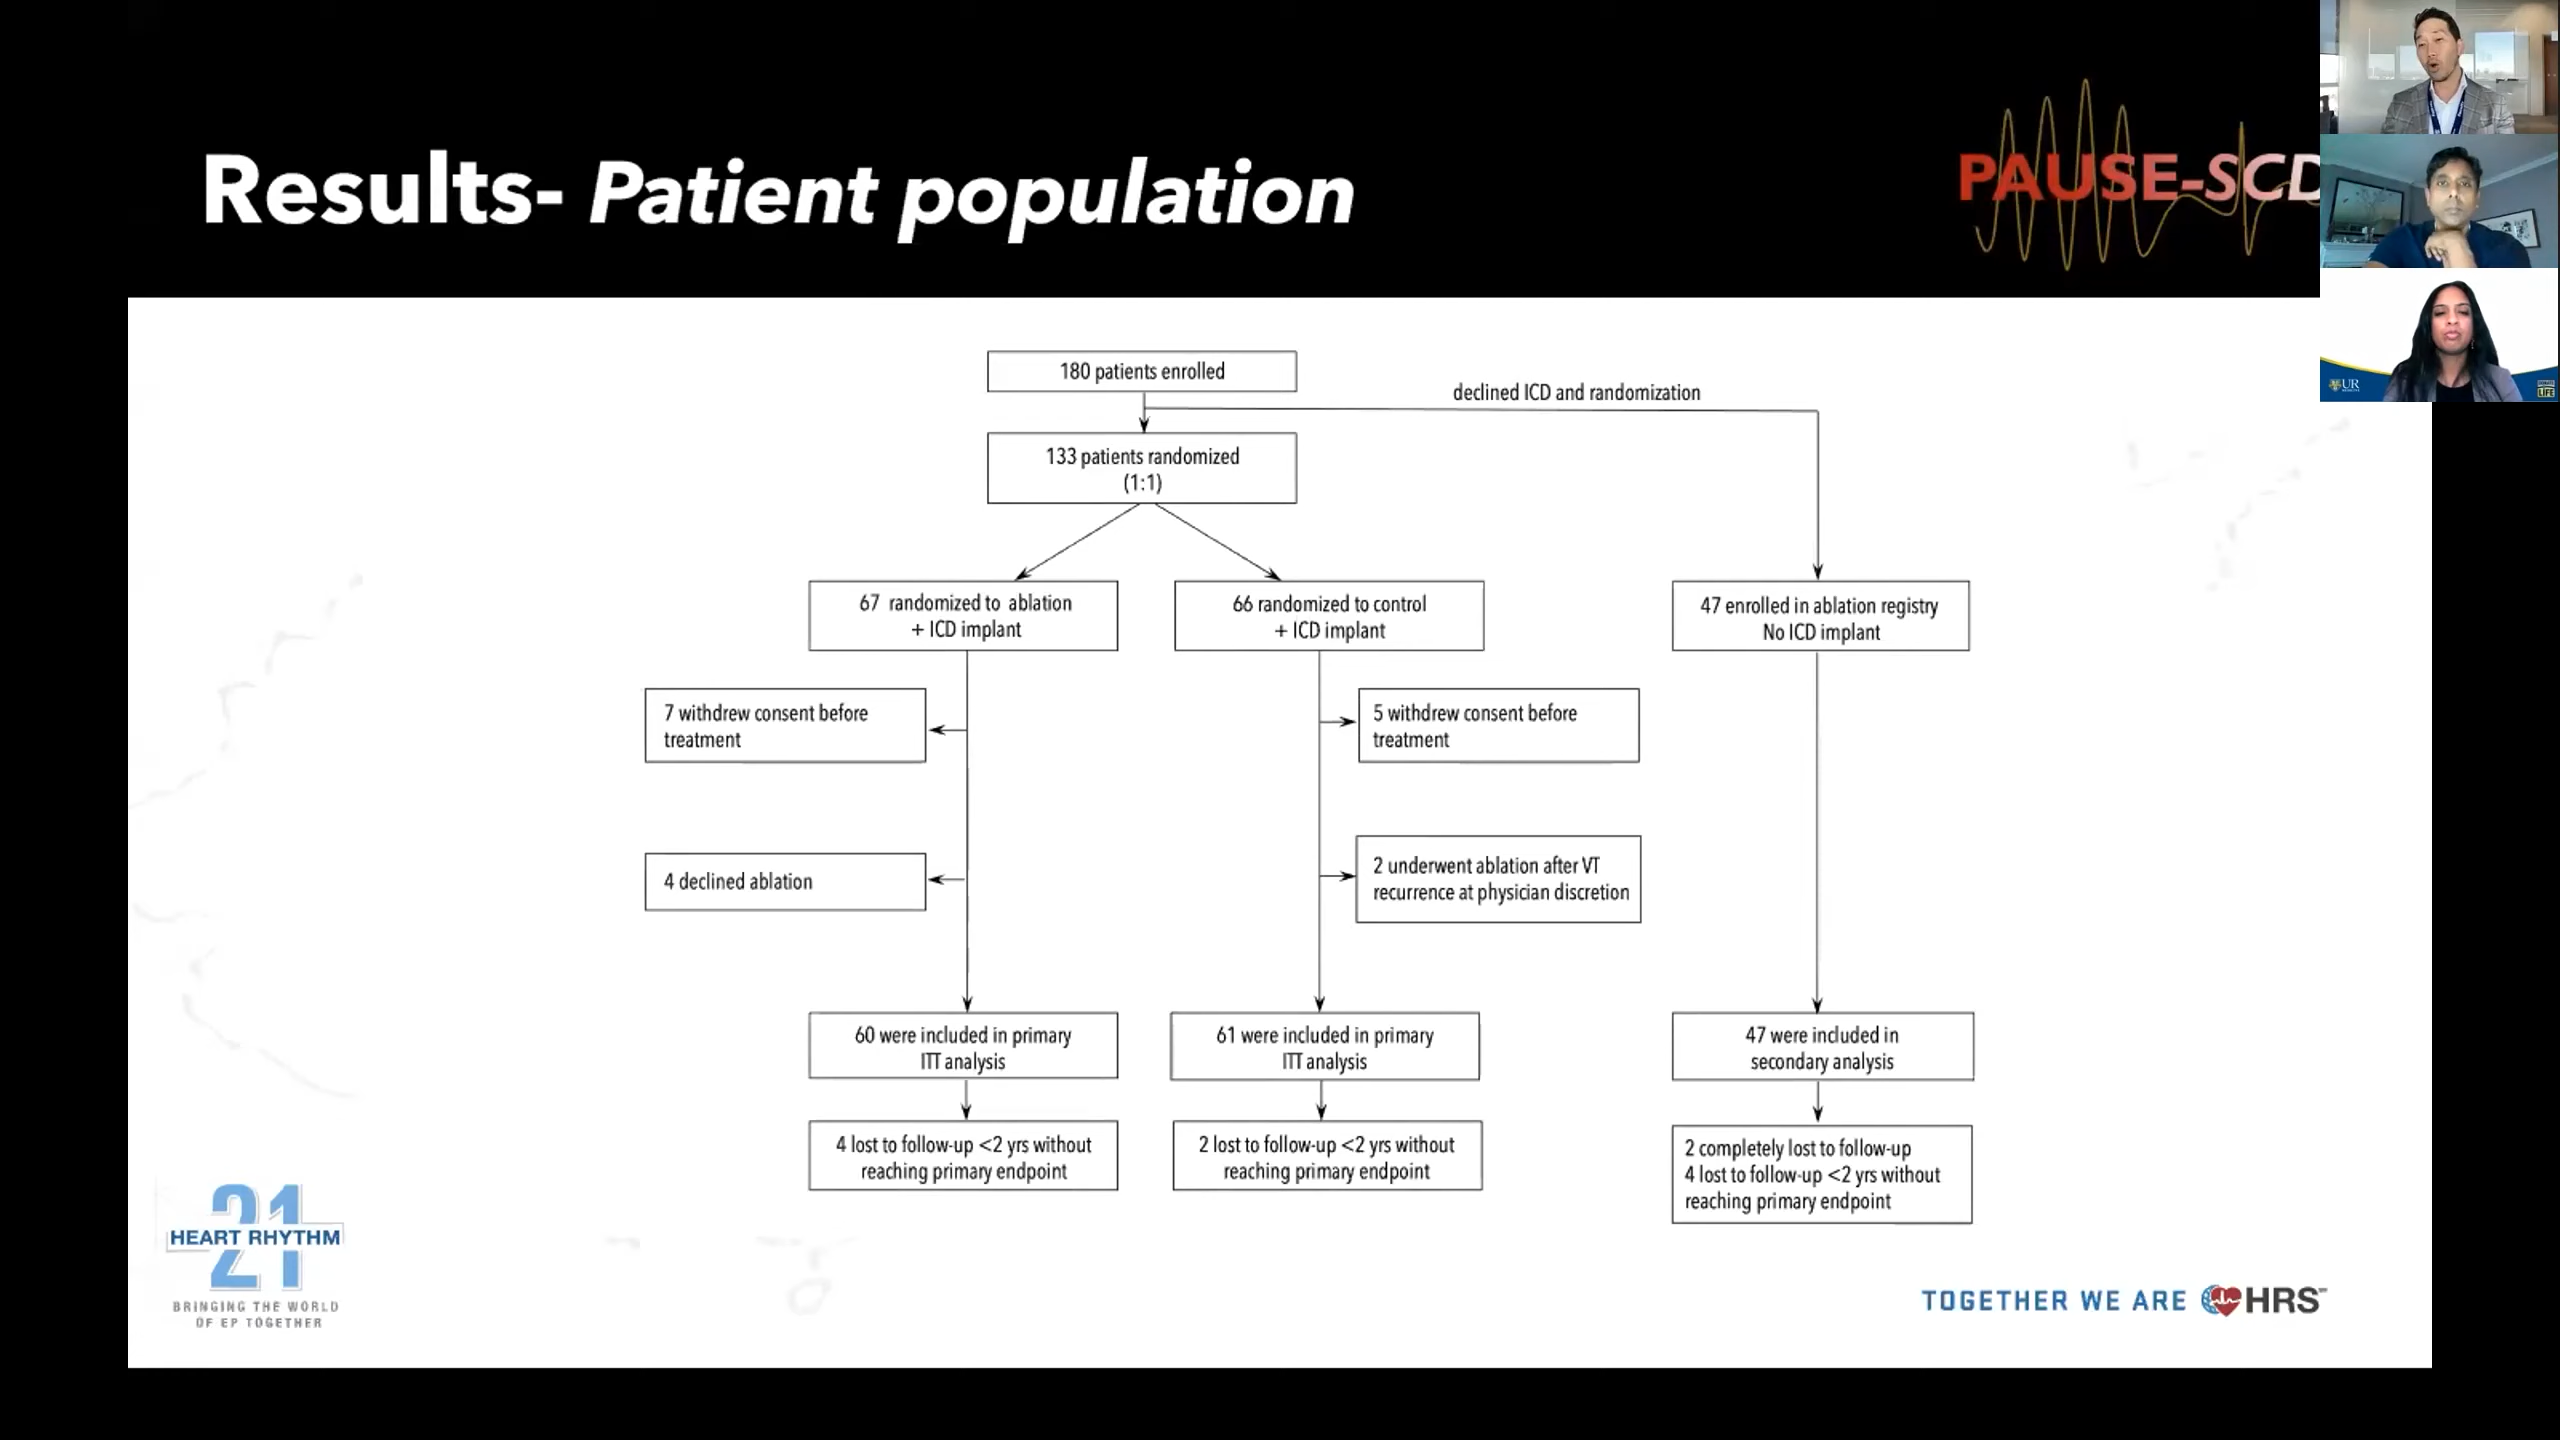 Results- Patient population
PAUSE-SCD
180 patients enrolled
declined ICD and randomization
133 patients randomized
(1:1)
67 randomized to ablation
+ ICD implant
66 randomized to control
+ ICD implant
47 enrolled in ablation registry
No ICD implant
7 withdrew consent before
treatment
5 withdrew consent before
treatment
4 declined ablation
2 underwent ablation after VT
recurrence at physician discretion
60 were included in primary
ITT analysis
61 were included in primary
ITT analysis
47 were included in
secondary analysis
4 lost to follow-up <2 yrs without
reaching primary endpoint
2 lost to follow-up <2 yrs without
reaching primary endpoint
2 completely lost to follow-up
4 lost to follow-up <2 yrs without
reaching primary endpoint
21
HEART RHYTHM
BRINGING THE WORLD
OF EP TOGETHER
TOGETHER WE ARE HRS
UR
LIFE